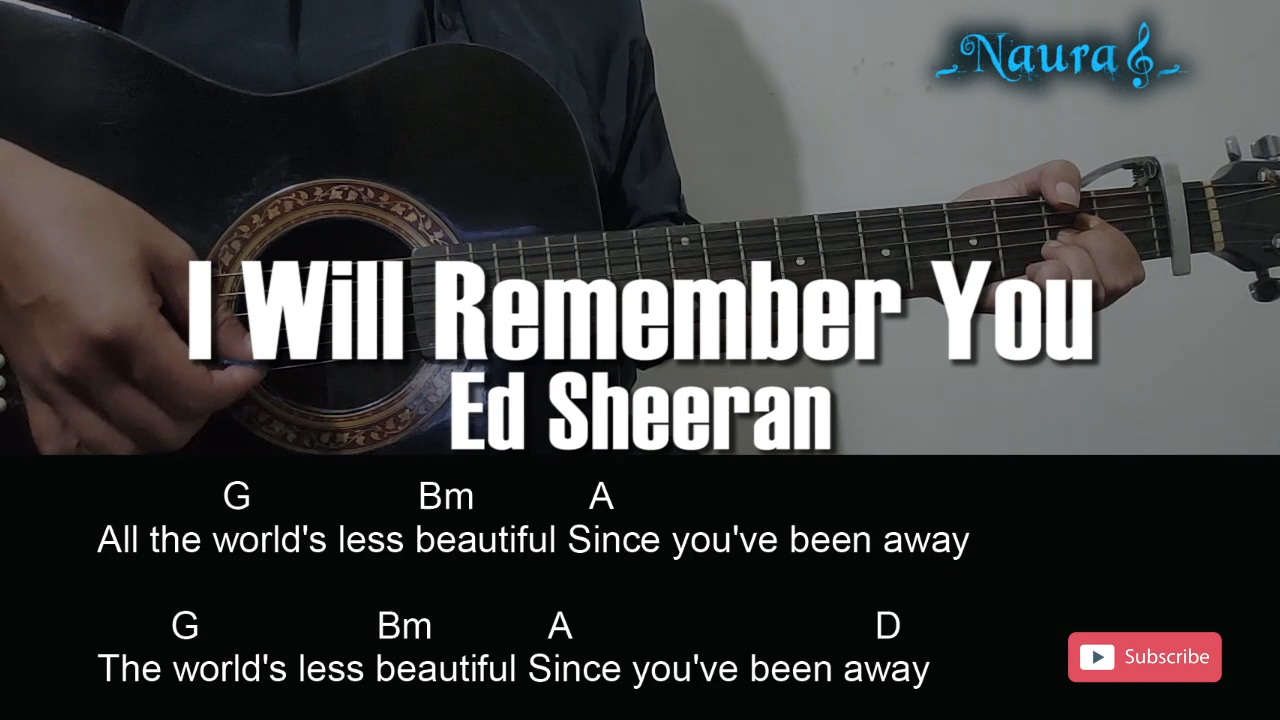 Naura
I Will Remember You
Ed Sheeran
G Bm A
All the world's less beautiful Since you've been away
G Bm A D
The world's less beautiful Since you've been away
Subscribe